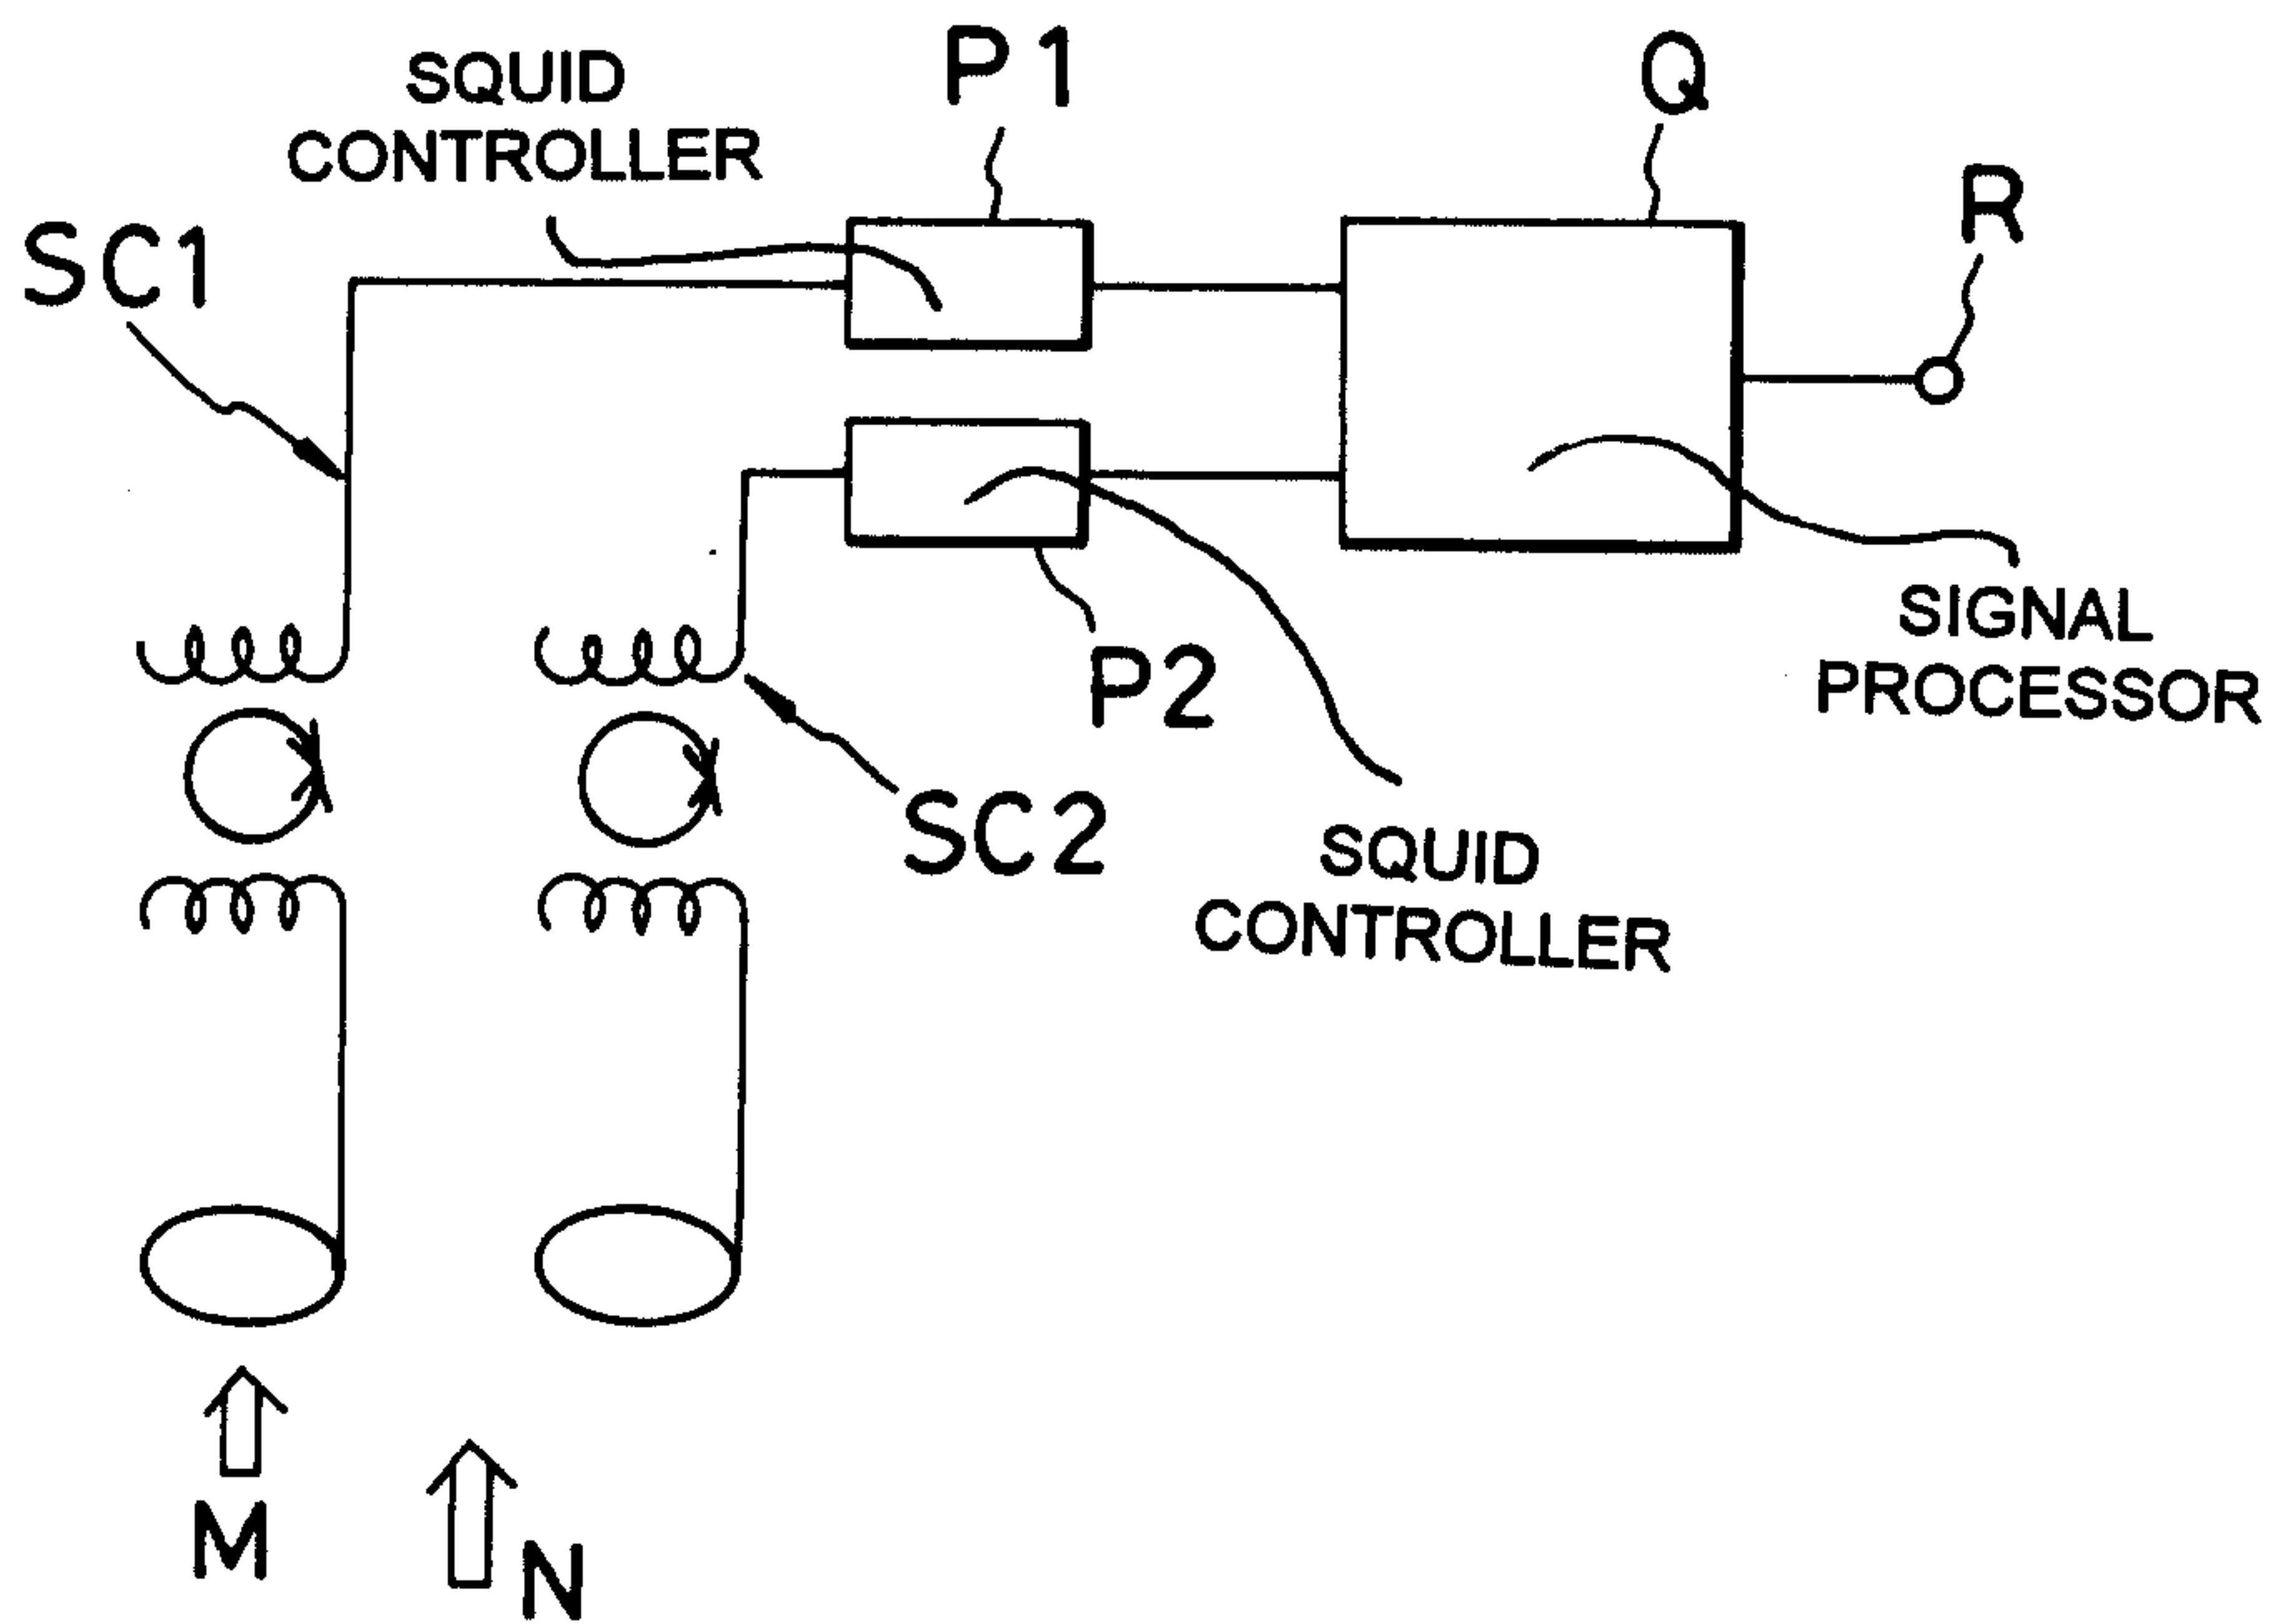 SQUID
CONTROLLER
P1
Q
R
SC1
SIGNAL
PROCESSOR
P2
SC2
SQUID
CONTROLLER
M
N